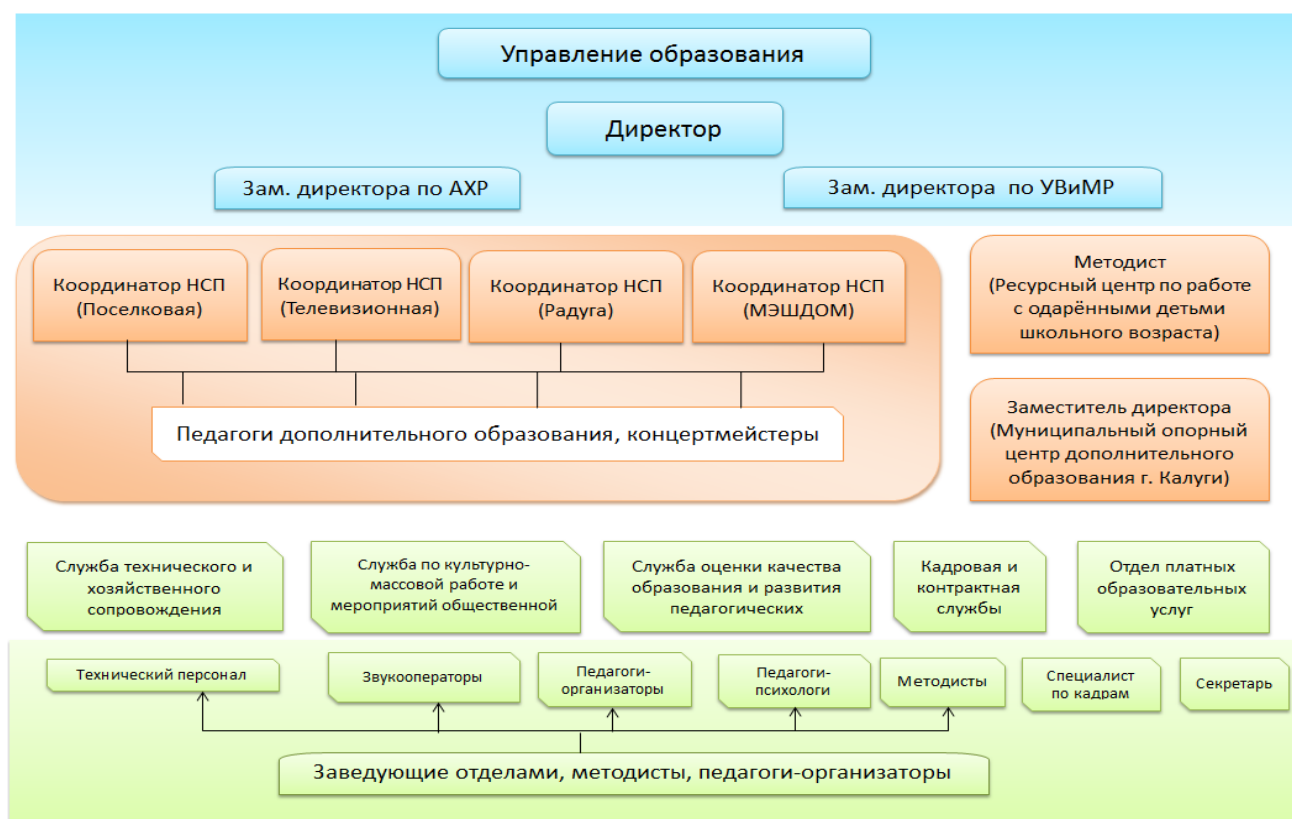 Управление образования
Директор
Зам. директора по АХР
Зам. директора по УВиМР
Координатор НСП
(Поселковая)
Координатор НСП
(Телевизионная)
Координатор НСП
(Радуга)
Координатор НСП
(МЭШДОМ)
Педагоги дополнительного образования, концертмейстеры
Методист
(Ресурсный центр по работе
с одарёнными детьми
школьного возраста)
Заместитель директора
(Муниципальный опорный
центр дополнительного
образования г. Калуги)
Служба технического и
хозяйственного
сопровождения
Служба по культурно-
массовой работе и
мероприятий общественной
Служба оценки качества
образования и развития
педагогических
Кадровая и
контрактная
службы
Отдел платных
образовательных
услуг
Технический персонал
Звукооператоры
Педагоги-
организаторы
Педагоги-
психологи
Методисты
Специалист
по кадрам
Секретарь
Заведующие отделами, методисты, педагоги-организаторы